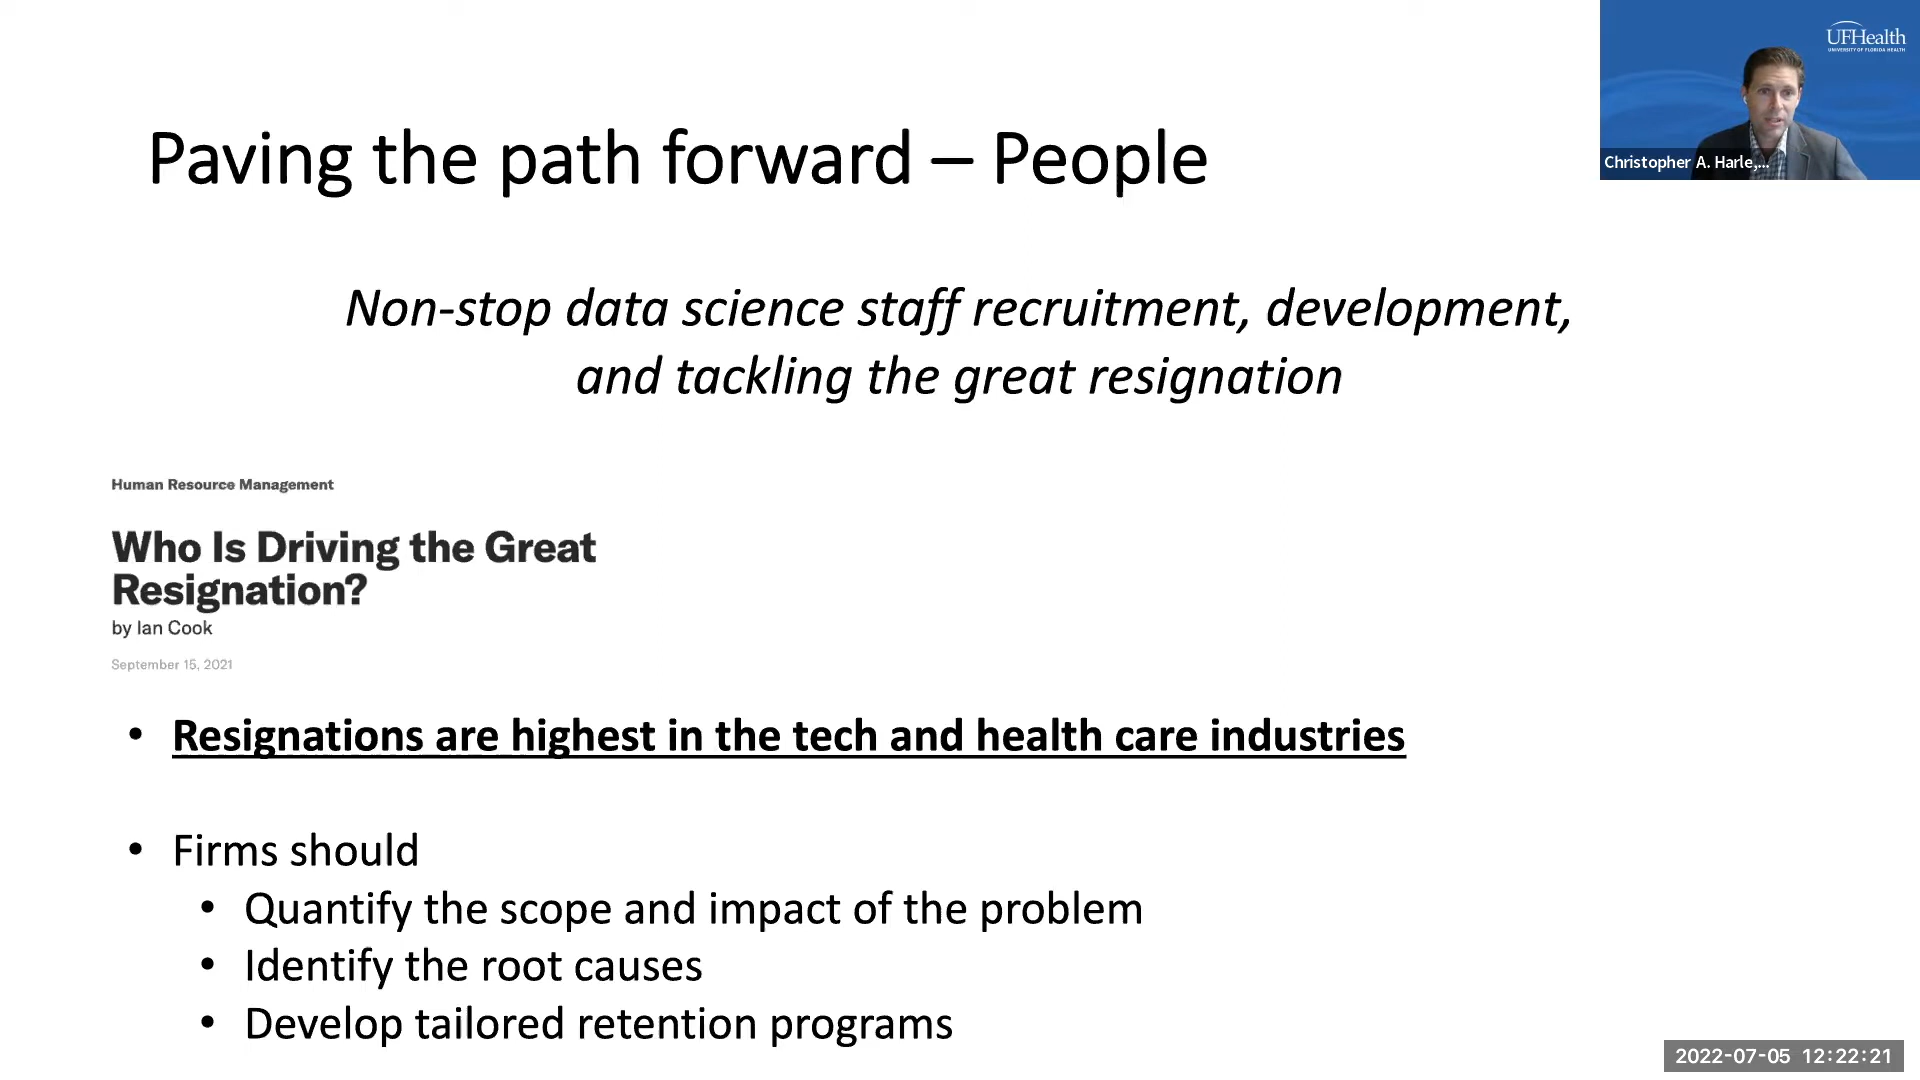 UFHealth
UNIVERSITY OF FLORIDA HEALTH
Christopher A. Harle,...
Paving the path forward – People
Non-stop data science staff recruitment, development,
and tackling the great resignation
Human Resource Management
Who Is Driving the Great
Resignation?
by Ian Cook
September 15, 2021
• Resignations are highest in the tech and health care industries
• Firms should
• Quantify the scope and impact of the problem
• Identify the root causes
• Develop tailored retention programs
2022-07-05 12:22:21